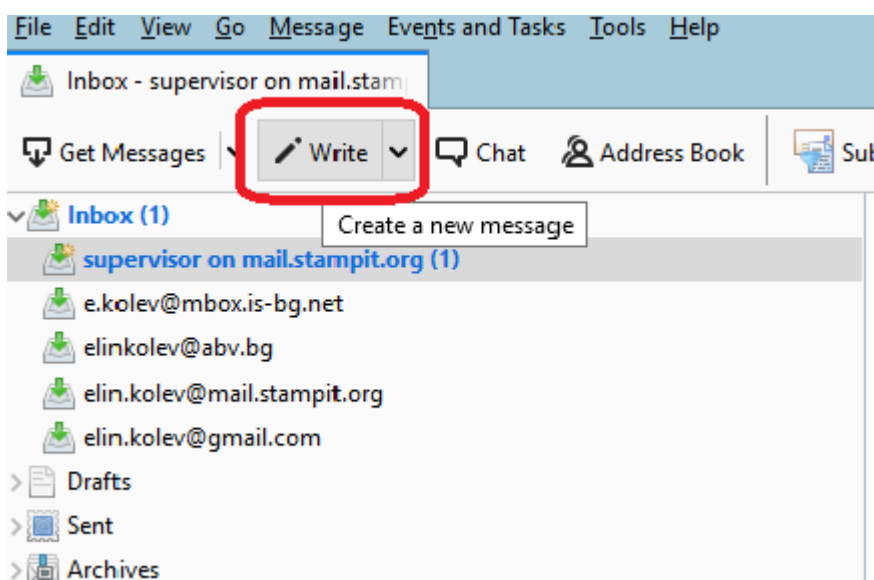 File Edit View Go Message Events and Tasks Tools Help
Inbox - supervisor on mail.stam
Get Messages Write Chat Address Book Sub
Inbox (1)
Create a new message
supervisor on mail.stampit.org (1)
e.kolev@mbox.is-bg.net
elinkolev@abv.bg
elin.kolev@mail.stampit.org
elin.kolev@gmail.com
Drafts
Sent
Archives